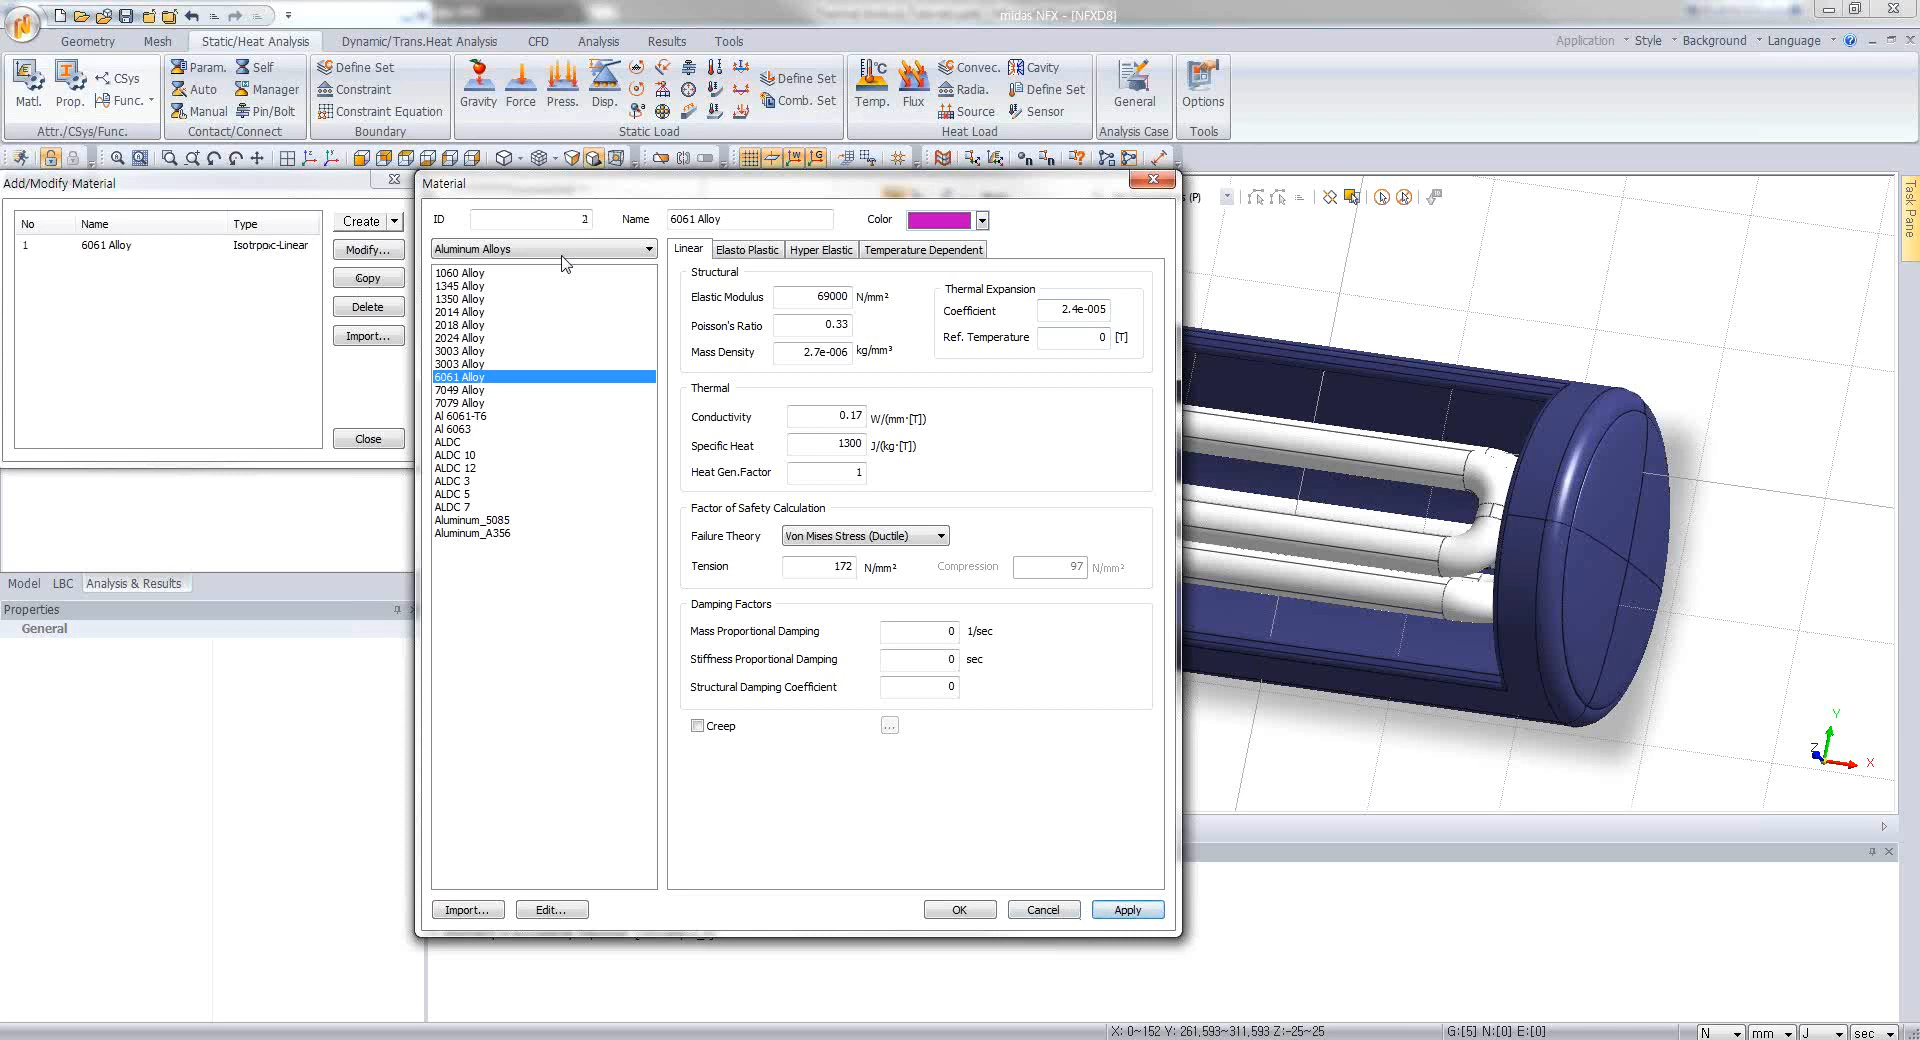 midas NFX - [NFXD8]
Geometry Mesh Static/Heat Analysis Dynamic/Trans.Heat Analysis CFD Analysis Results Tools
Application Style Background Language
Matl. Prop. CSys Func.
Attr./CSys/Func.
Param. Self
Auto Manager
Manual Pin/Bolt
Contact/Connect
Define Set
Constraint
Constraint Equation
Boundary
Gravity Force Press. Disp.
Define Set
Comb. Set
Static Load
Temp. Flux
Convec. Cavity
Radia. Define Set
Source Sensor
Heat Load
General
Analysis Case
Options
Tools
Add/Modify Material
No Name Type
1 6061 Alloy Isotrpic-Linear
Create
Modify...
Copy
Delete
Import...
Close
Model LBC Analysis & Results
Properties
General
Material
ID 2 Name 6061 Alloy Color
Aluminum Alloys
1060 Alloy
1345 Alloy
1350 Alloy
2014 Alloy
2018 Alloy
2024 Alloy
3003 Alloy
3003 Alloy
6061 Alloy
7049 Alloy
7079 Alloy
Al 6061-T6
Al 6063
ALDC
ALDC 10
ALDC 12
ALDC 3
ALDC 5
ALDC 7
Aluminum_5085
Aluminum_A356
Linear Elasto Plastic Hyper Elastic Temperature Dependent
Structural
Elastic Modulus 69000 N/mm²
Poisson's Ratio 0.33
Mass Density 2.7e-006 kg/mm³
Thermal Expansion
Coefficient 2.4e-005
Ref. Temperature 0 [T]
Thermal
Conductivity 0.17 W/(mm·[T])
Specific Heat 1300 J/(kg·[T])
Heat Gen.Factor 1
Factor of Safety Calculation
Failure Theory Von Mises Stress (Ductile)
Tension 172 N/mm² Compression 97 N/mm²
Damping Factors
Mass Proportional Damping 0 1/sec
Stiffness Proportional Damping 0 sec
Structural Damping Coefficient 0
Creep ...
Import... Edit... OK Cancel Apply
s (P)
Task Pane
Y
Z
X
X: 0~152 Y: 261.593~311.593 Z:-25~25 G:[5] N:[0] E:[0] N mm J sec